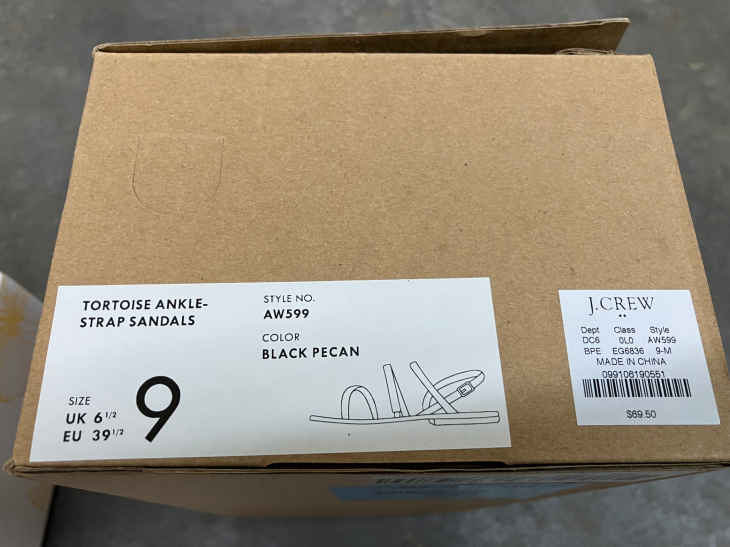 TORTOISE ANKLE-
STRAP SANDALS
STYLE NO.
AW599
COLOR
BLACK PECAN
SIZE
UK 6 1/2
EU 39 1/2
9
J.CREW
Dept Class Style
DC6 0L0 AW599
BPE EG6836 9-M
MADE IN CHINA
099106190551
$69.50